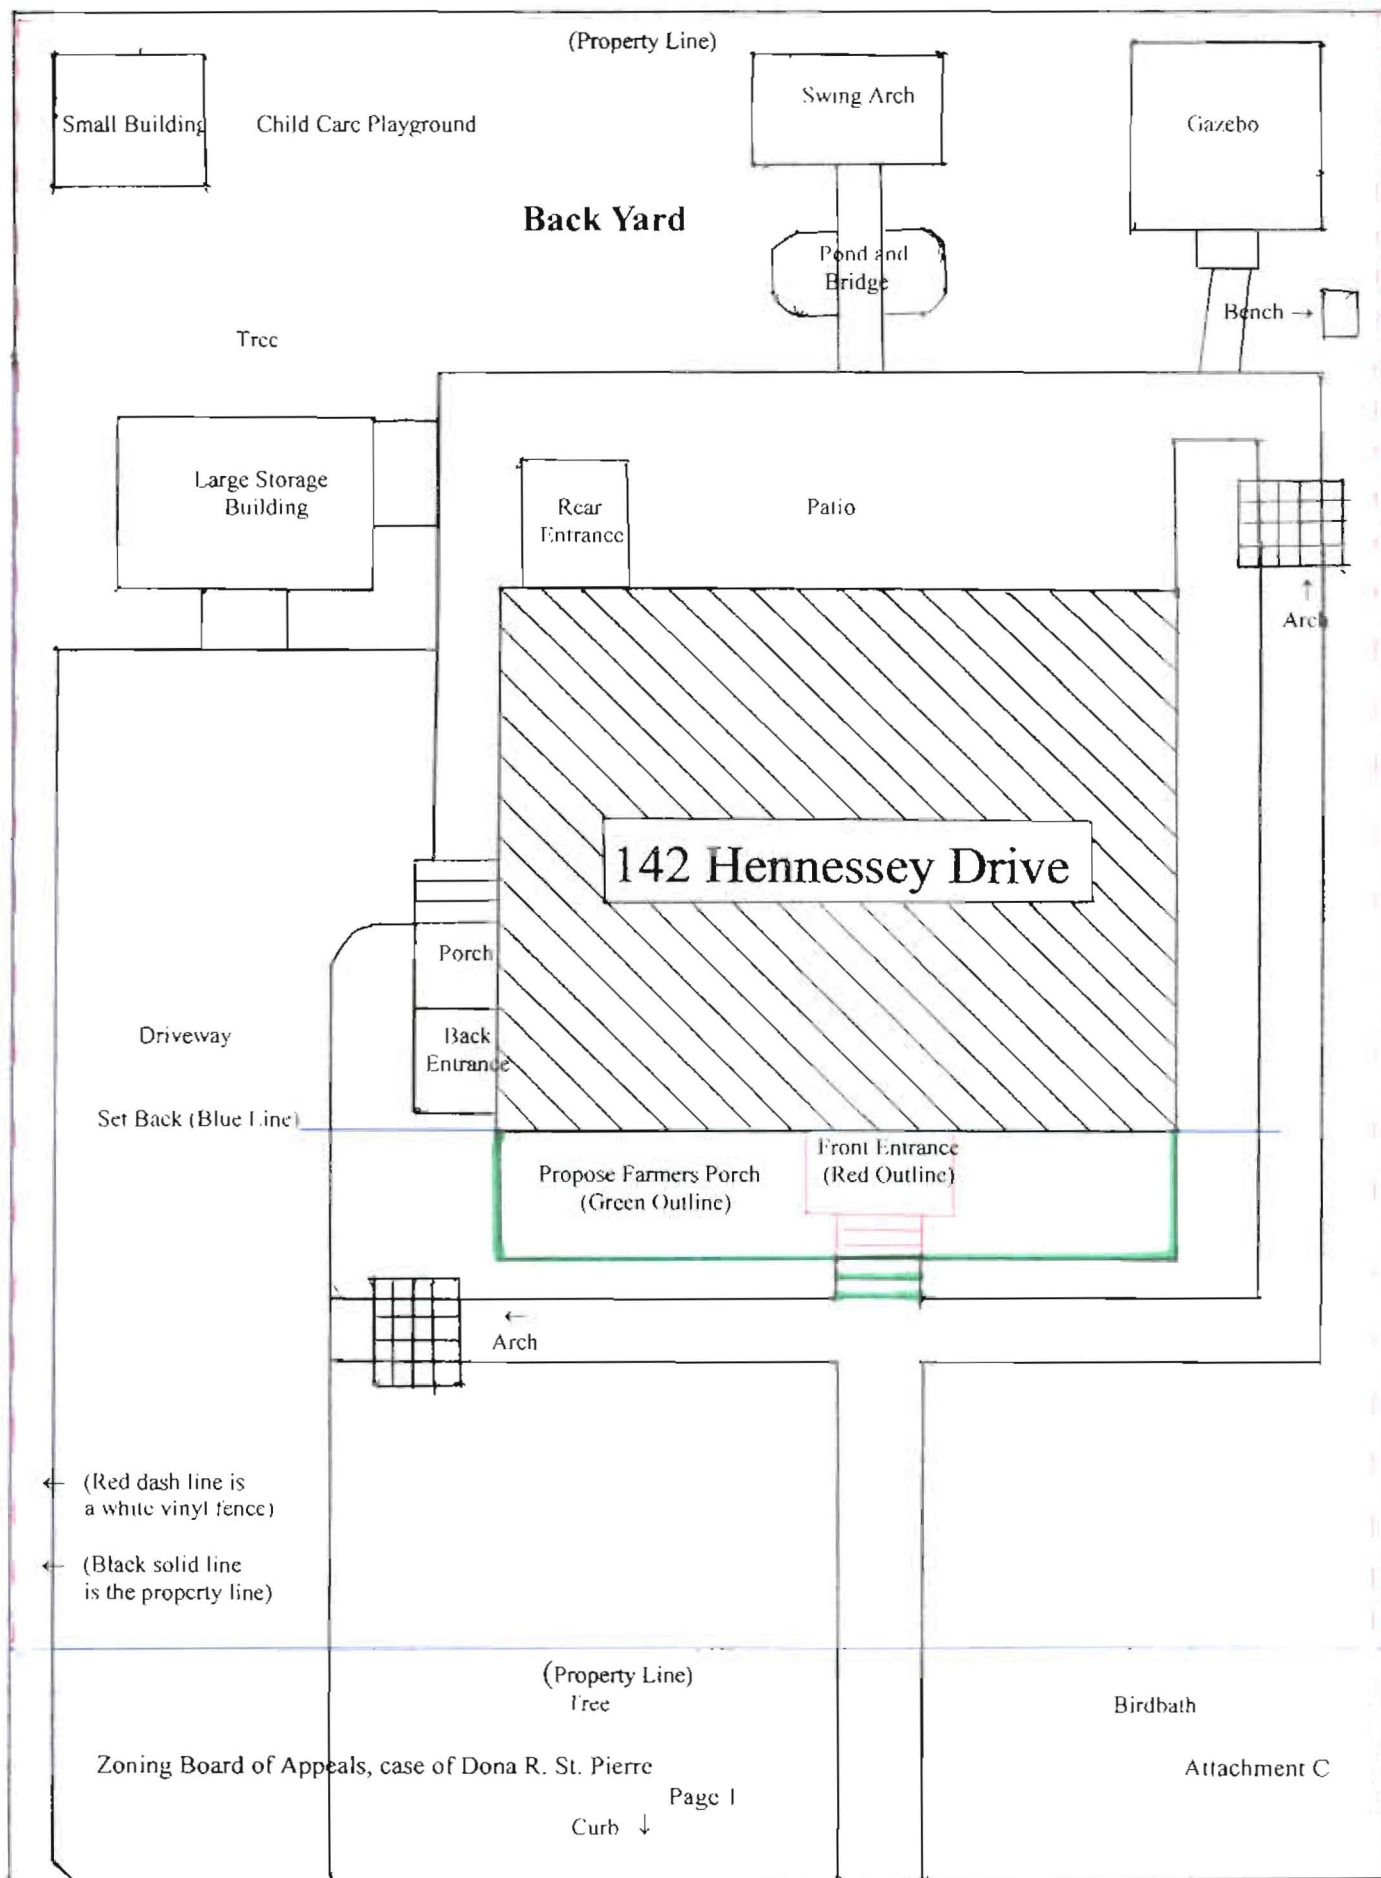 (Property Line)
Small Building
Child Care Playground
Swing Arch
Gazebo
Back Yard
Pond and
Bridge
Bench →
Tree
Large Storage
Building
Rear
Entrance
Patio
↑
Arch
142 Hennessey Drive
Porch
Driveway
Back
Entrance
Set Back (Blue Line)
Propose Farmers Porch
(Green Outline)
Front Entrance
(Red Outline)
←
Arch
← (Red dash line is
a white vinyl fence)
← (Black solid line
is the property line)
(Property Line)
Tree
Birdbath
Zoning Board of Appeals, case of Dona R. St. Pierre
Attachment C
Page 1
Curb ↓